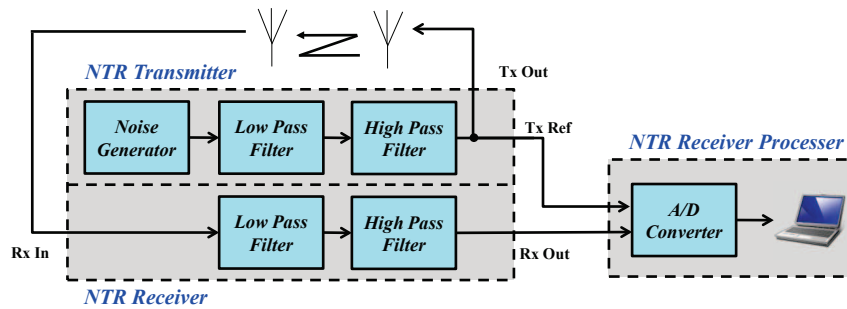 NTR Transmitter
Tx Out
Noise
Generator
Low Pass
Filter
High Pass
Filter
Tx Ref
NTR Receiver Processer
A/D
Converter
Low Pass
Filter
High Pass
Filter
Rx In
Rx Out
NTR Receiver